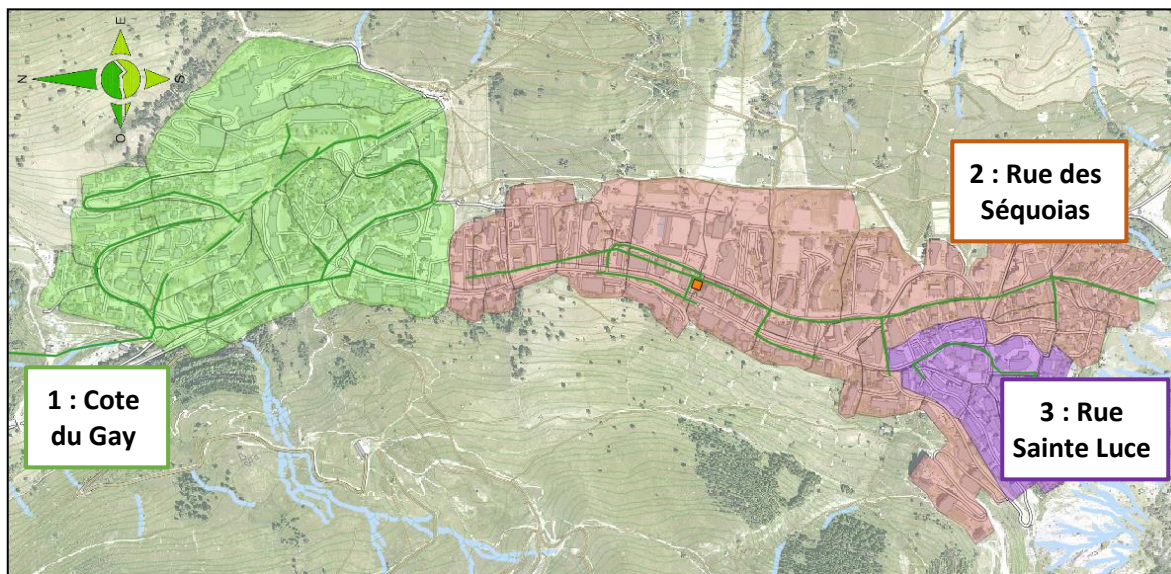 E
N
S
O
2 : Rue des
Séquoias
1 : Cote
du Gay
3 : Rue
Sainte Luce